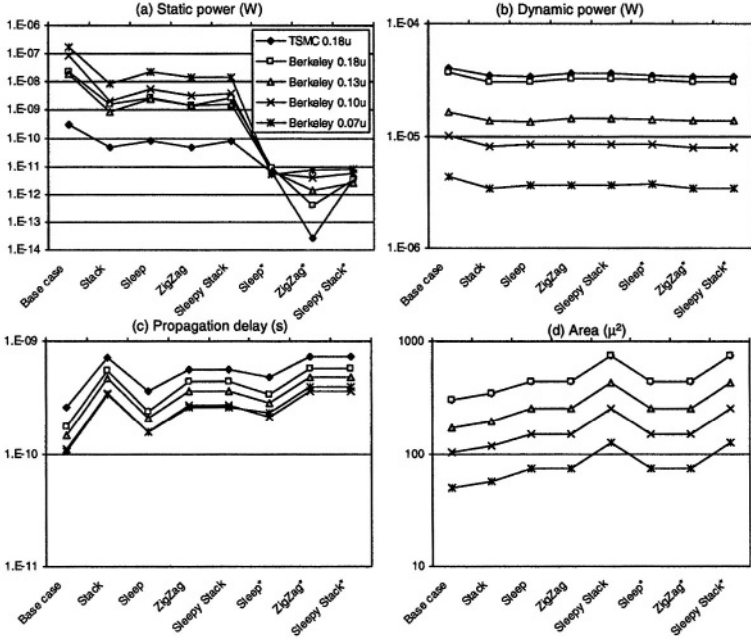 (a) Static power (W)
1.E-06
1.E-07
1.E-08
1.E-09
1.E-10
1.E-11
1.E-12
1.E-13
1.E-14
TSMC 0.18u
Berkeley 0.18u
Berkeley 0.13u
Berkeley 0.10u
Berkeley 0.07u
Base case
Stack
Sleep
ZigZag
Sleepy Stack
Sleep*
ZigZag*
Sleepy Stack*
(b) Dynamic power (W)
1.E-04
1.E-05
1.E-06
Base case
Stack
Sleep
ZigZag
Sleepy Stack
Sleep*
ZigZag*
Sleepy Stack*
(c) Propagation delay (s)
1.E-09
1.E-10
1.E-11
Base case
Stack
Sleep
ZigZag
Sleepy Stack
Sleep*
ZigZag*
Sleepy Stack*
(d) Area (µ²)
1000
100
10
Base case
Stack
Sleep
ZigZag
Sleepy Stack
Sleep*
ZigZag*
Sleepy Stack*